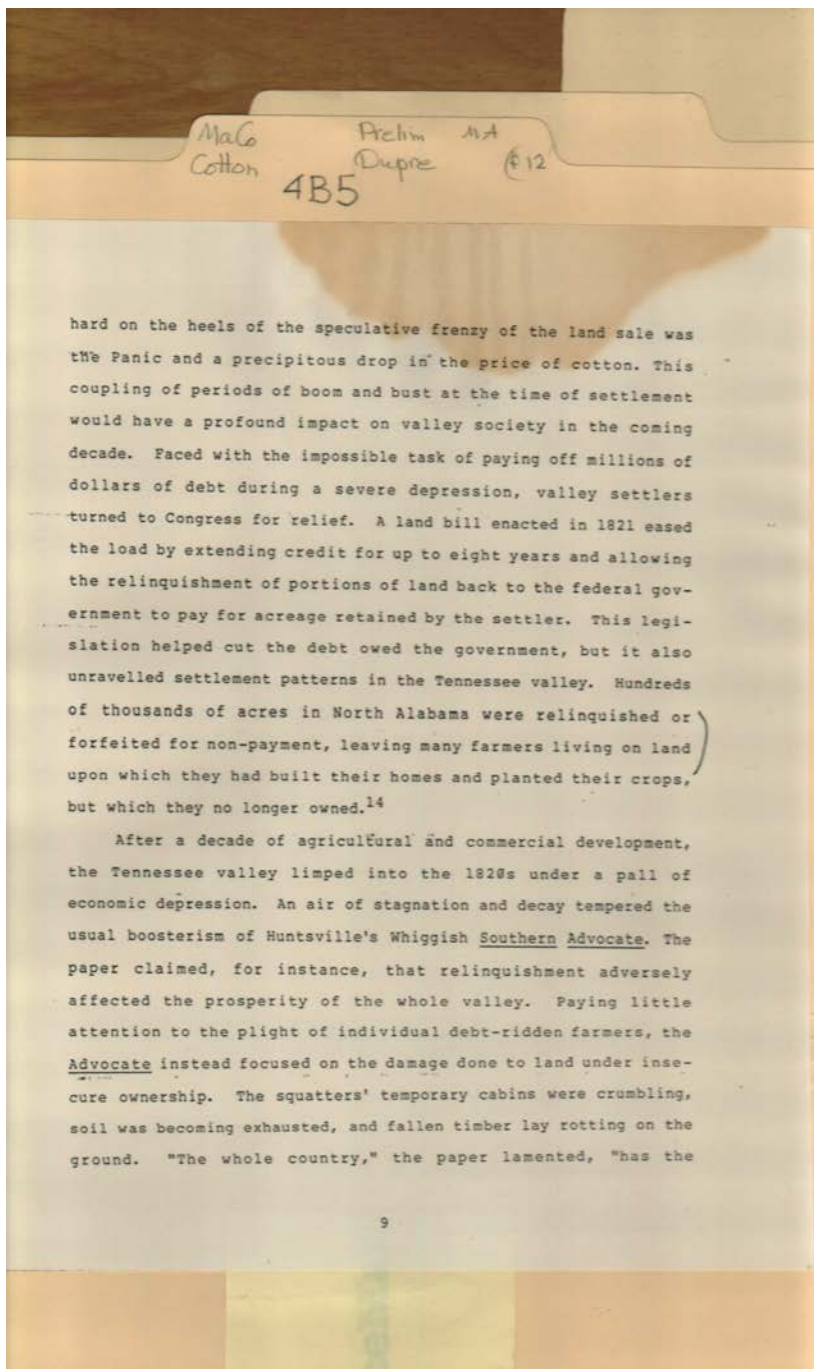 MaCo Prelim MA
Cotton Dupre
4B5
hard on the heels of the speculative frenzy of the land sale was
the Panic and a precipitous drop in the price of cotton. This
coupling of periods of boom and bust at the time of settlement
would have a profound impact on valley society in the coming
decade. Faced with the impossible task of paying off millions of
dollars of debt during a severe depression, valley settlers
turned to Congress for relief. A land bill enacted in 1821 eased
the load by extending credit for up to eight years and allowing
the relinquishment of portions of land back to the federal gov-
ernment to pay for acreage retained by the settler. This legi-
slation helped cut the debt owed the government, but it also
unravelled settlement patterns in the Tennessee valley. Hundreds
of thousands of acres in North Alabama were relinquished or
forfeited for non-payment, leaving many farmers living on land
upon which they had built their homes and planted their crops,
but which they no longer owned.14
After a decade of agricultural and commercial development,
the Tennessee valley limped into the 1820s under a pall of
economic depression. An air of stagnation and decay tempered the
usual boosterism of Huntsville's Whiggish Southern Advocate. The
paper claimed, for instance, that relinquishment adversely
affected the prosperity of the whole valley. Paying little
attention to the plight of individual debt-ridden farmers, the
Advocate instead focused on the damage done to land under inse-
cure ownership. The squatters' temporary cabins were crumbling,
soil was becoming exhausted, and fallen timber lay rotting on the
ground. "The whole country," the paper lamented, "has the
9